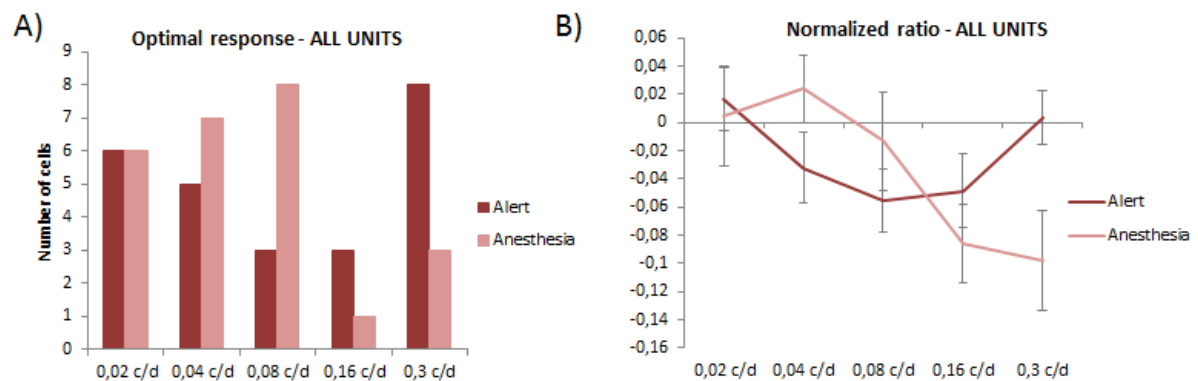 A)
Optimal response - ALL UNITS
Number of cells
9
8
7
6
5
4
3
2
1
0
0,02 c/d 0,04 c/d 0,08 c/d 0,16 c/d 0,3 c/d
Alert
Anesthesia
B)
Normalized ratio - ALL UNITS
0,06
0,04
0,02
0
-0,02
-0,04
-0,06
-0,08
-0,1
-0,12
-0,14
-0,16
0,02 c/d 0,04 c/d 0,08 c/d 0,16 c/d 0,3 c/d
Alert
Anesthesia